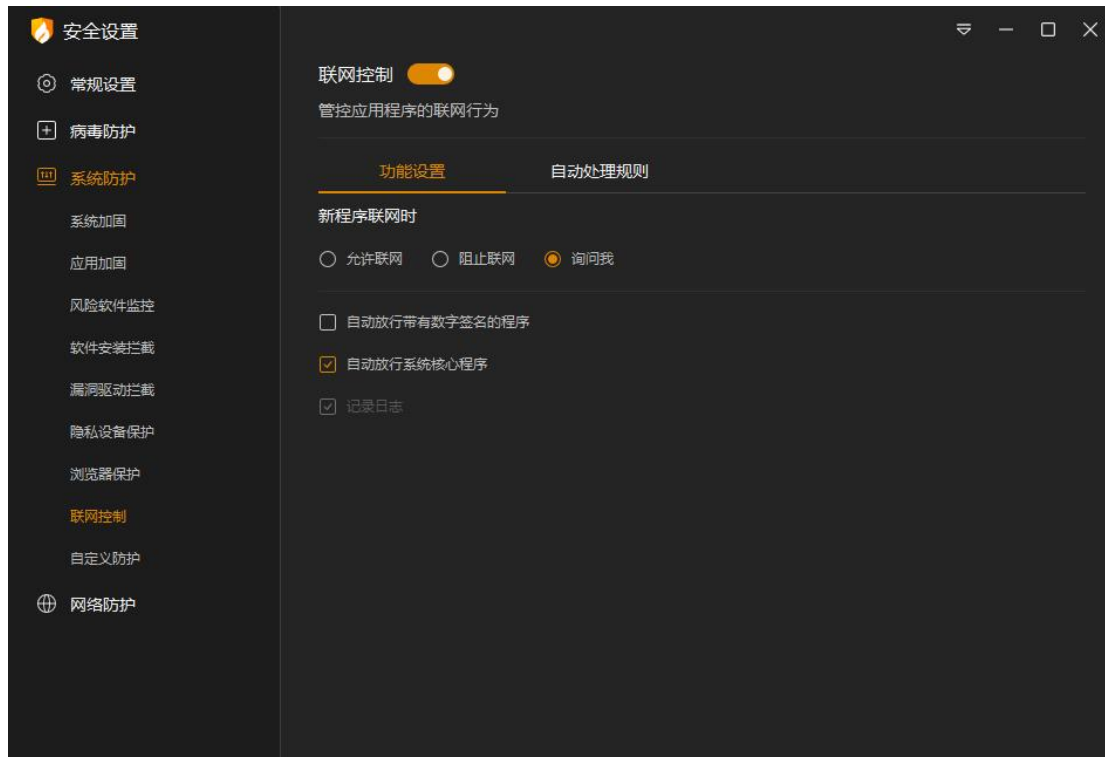 安全设置
常规设置
病毒防护
系统防护
系统加固
应用加固
风险软件监控
软件安装拦截
漏洞驱动拦截
隐私设备保护
浏览器保护
联网控制
自定义防护
网络防护
联网控制
管控应用程序的联网行为
功能设置 自动处理规则
新程序联网时
允许联网 阻止联网 询问我
自动放行带有数字签名的程序
自动放行系统核心程序
记录日志